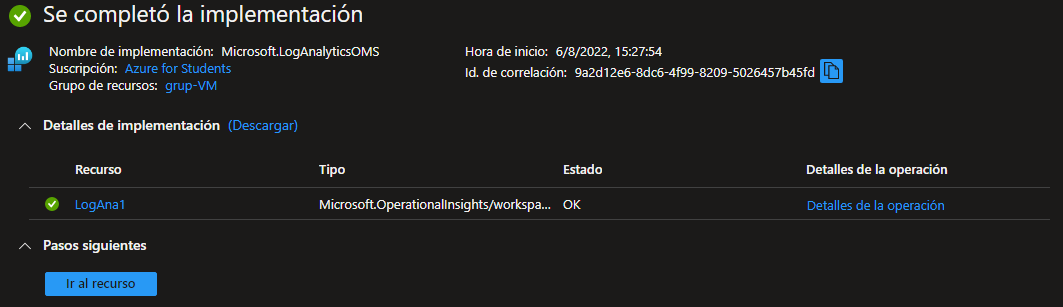 Se completó la implementación
Nombre de implementación: Microsoft.LogAnalyticsOMS
Suscripción: Azure for Students
Grupo de recursos: grup-VM
Hora de inicio: 6/8/2022, 15:27:54
Id. de correlación: 9a2d12e6-8dc6-4f99-8209-5026457b45fd
Detalles de implementación (Descargar)
Recurso Tipo Estado Detalles de la operación
LogAna1 Microsoft.OperationalInsights/workspa... OK Detalles de la operación
Pasos siguientes
Ir al recurso